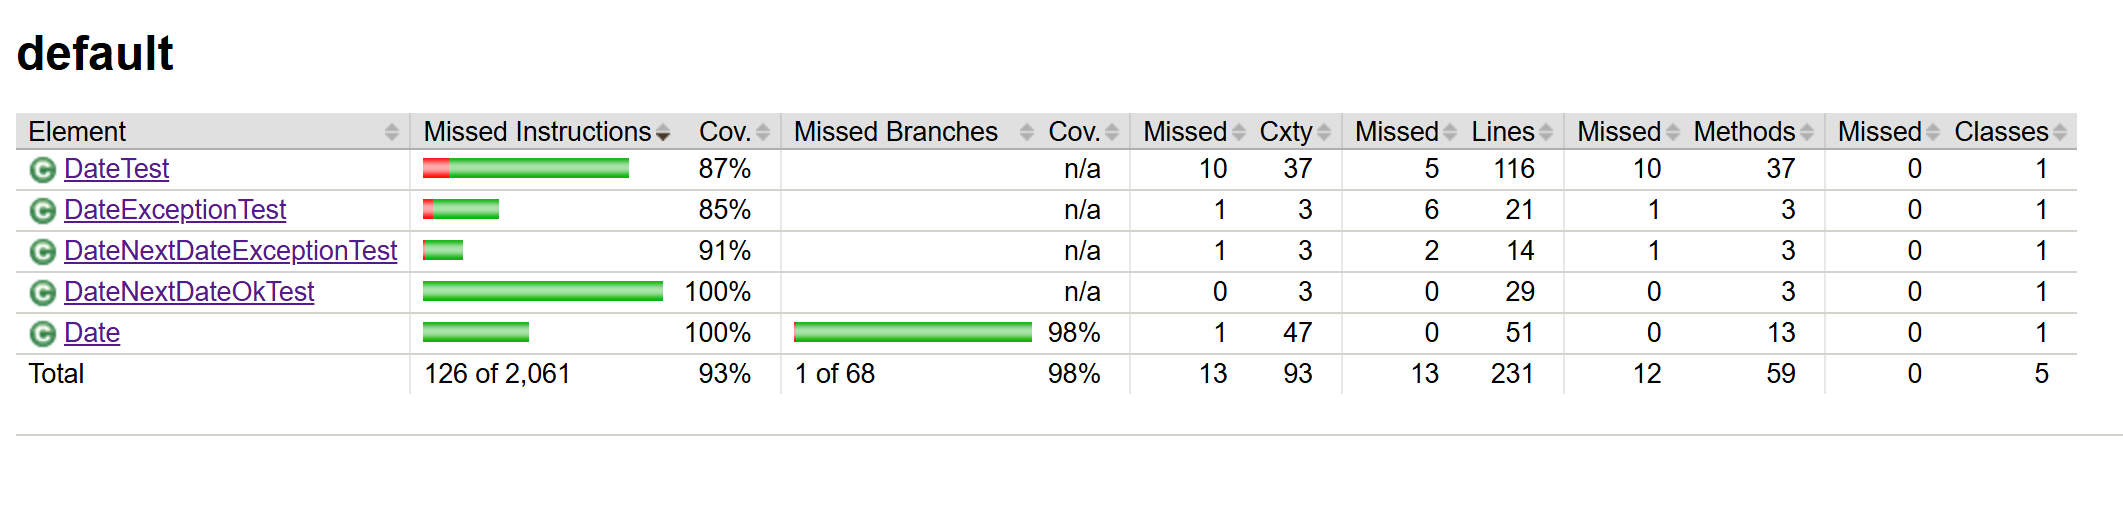 default
Element Missed Instructions Cov. Missed Branches Cov. Missed Cxty Missed Lines Missed Methods Missed Classes
C DateTest 87% n/a 10 37 5 116 10 37 0 1
C DateExceptionTest 85% n/a 1 3 6 21 1 3 0 1
C DateNextDateExceptionTest 91% n/a 1 3 2 14 1 3 0 1
C DateNextDateOkTest 100% n/a 0 3 0 29 0 3 0 1
C Date 100% 98% 1 47 0 51 0 13 0 1
Total 126 of 2,061 93% 1 of 68 98% 13 93 13 231 12 59 0 5